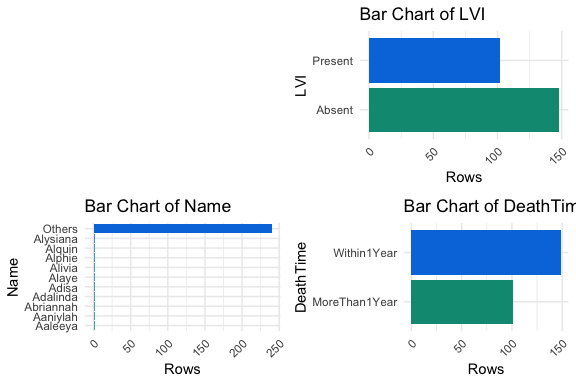 Bar Chart of LVI
LVI
Present
Absent
0
50
100
150
Rows
Bar Chart of Name
Name
Others
Alysiana
Alquin
Alphie
Alivia
Alaye
Adisa
Adalinda
Abriannah
Aaniylah
Aaleeya
0
50
100
150
200
250
Rows
Bar Chart of DeathTim
DeathTime
Within1Year
MoreThan1Year
0
50
100
150
Rows